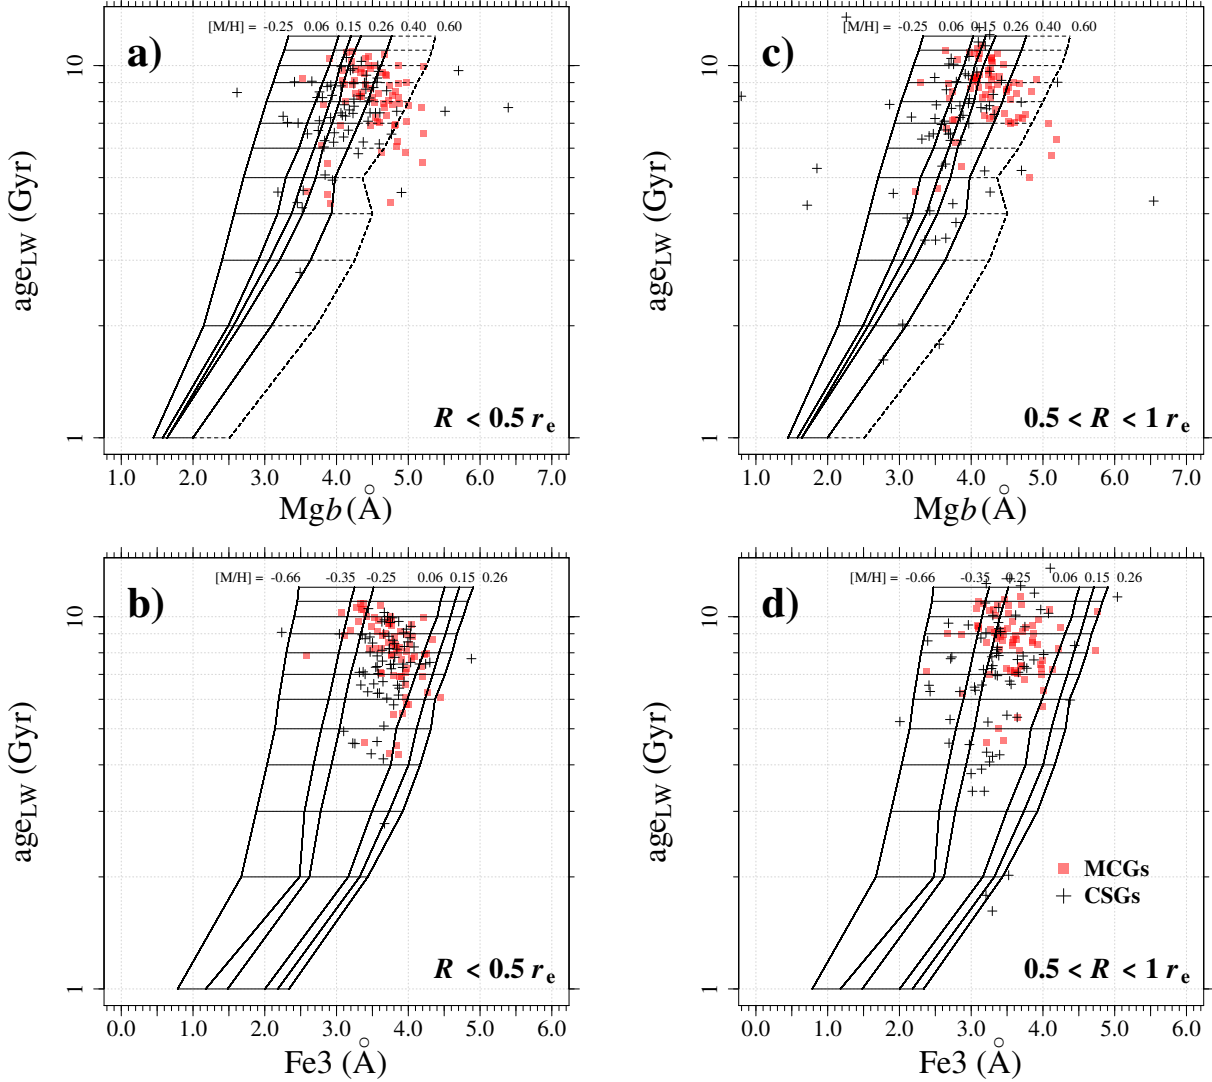 a)
[M/H] = -0.25 0.06 0.15 0.26 0.40 0.60
10
1
age_LW (Gyr)
R < 0.5 r_e
1.0 2.0 3.0 4.0 5.0 6.0 7.0
Mgb (Å)
c)
[M/H] = -0.25 0.06 0.15 0.26 0.40 0.60
10
1
age_LW (Gyr)
0.5 < R < 1 r_e
1.0 2.0 3.0 4.0 5.0 6.0 7.0
Mgb (Å)
b)
[M/H] = -0.66 -0.35 -0.25 0.06 0.15 0.26
10
1
age_LW (Gyr)
R < 0.5 r_e
0.0 1.0 2.0 3.0 4.0 5.0 6.0
Fe3 (Å)
d)
[M/H] = -0.66 -0.35 -0.25 0.06 0.15 0.26
10
1
age_LW (Gyr)
MCGs
CSGs
0.5 < R < 1 r_e
0.0 1.0 2.0 3.0 4.0 5.0 6.0
Fe3 (Å)